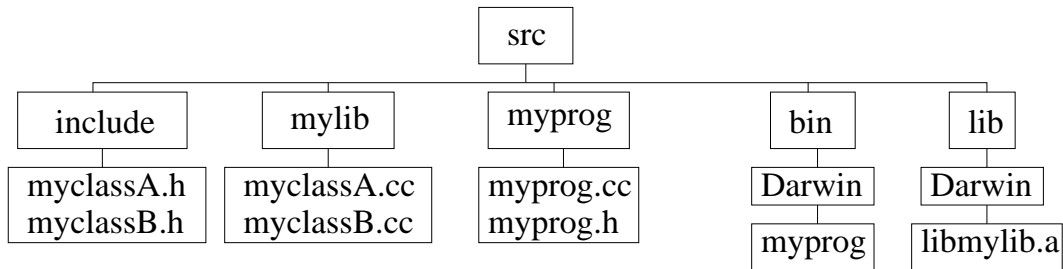 src
include
mylib
myprog
bin
lib
myclassA.h
myclassB.h
myclassA.cc
myclassB.cc
myprog.cc
myprog.h
Darwin
Darwin
myprog
libmylib.a